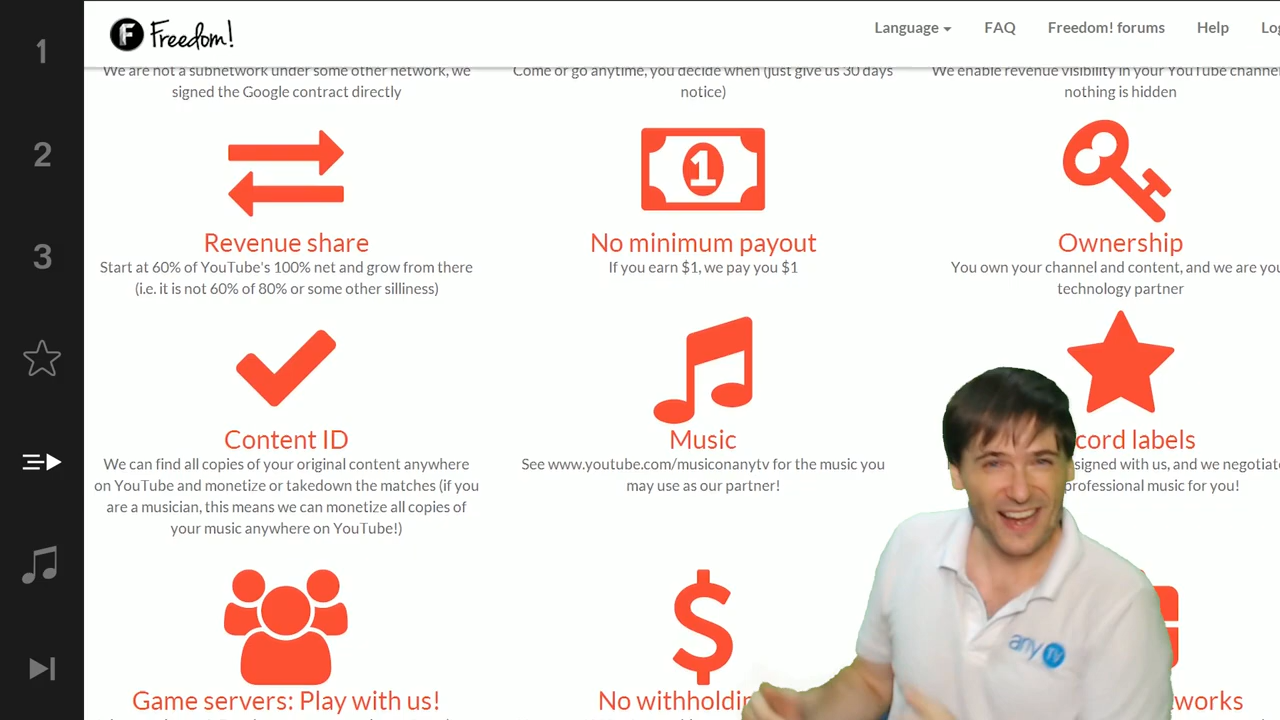 1
2
3
F Freedom!
Language
FAQ
Freedom! forums
Help
We are not a subnetwork under some other network, we
signed the Google contract directly
Come or go anytime, you decide when (just give us 30 days
notice)
We enable revenue visibility in your YouTube channel
nothing is hidden
1
Revenue share
Start at 60% of YouTube's 100% net and grow from there
(i.e. it is not 60% of 80% or some other silliness)
No minimum payout
If you earn $1, we pay you $1
Ownership
You own your channel and content, and we are you
technology partner
Content ID
We can find all copies of your original content anywhere
on YouTube and monetize or takedown the matches (if you
are a musician, this means we can monetize all copies of
your music anywhere on YouTube!)
Music
See www.youtube.com/musiconanytv for the music you
may use as our partner!
cord labels
signed with us, and we negotiate
professional music for you!
$
any TV
Game servers: Play with us!
No withholdin
works